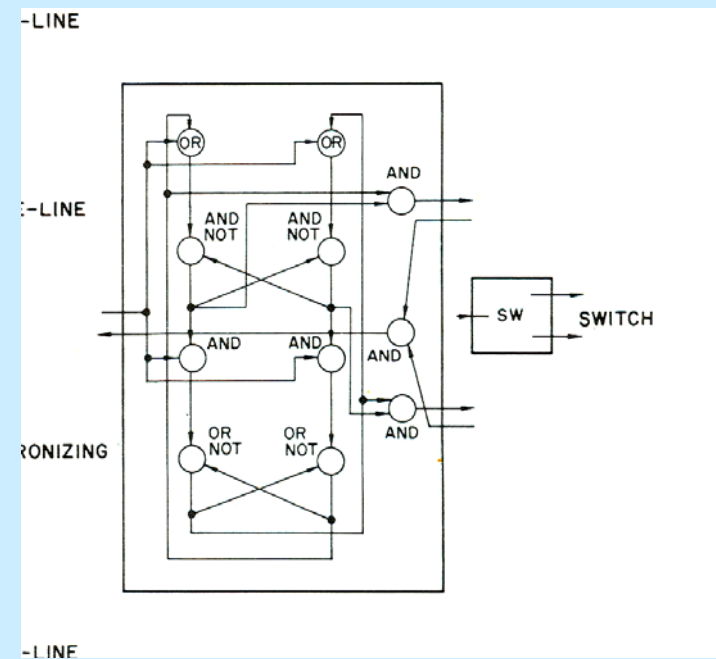 -LINE
OR
OR
AND
E-LINE
AND
NOT
AND
NOT
SW
SWITCH
AND
AND
AND
AND
OR
NOT
OR
NOT
RONIZING
-LINE